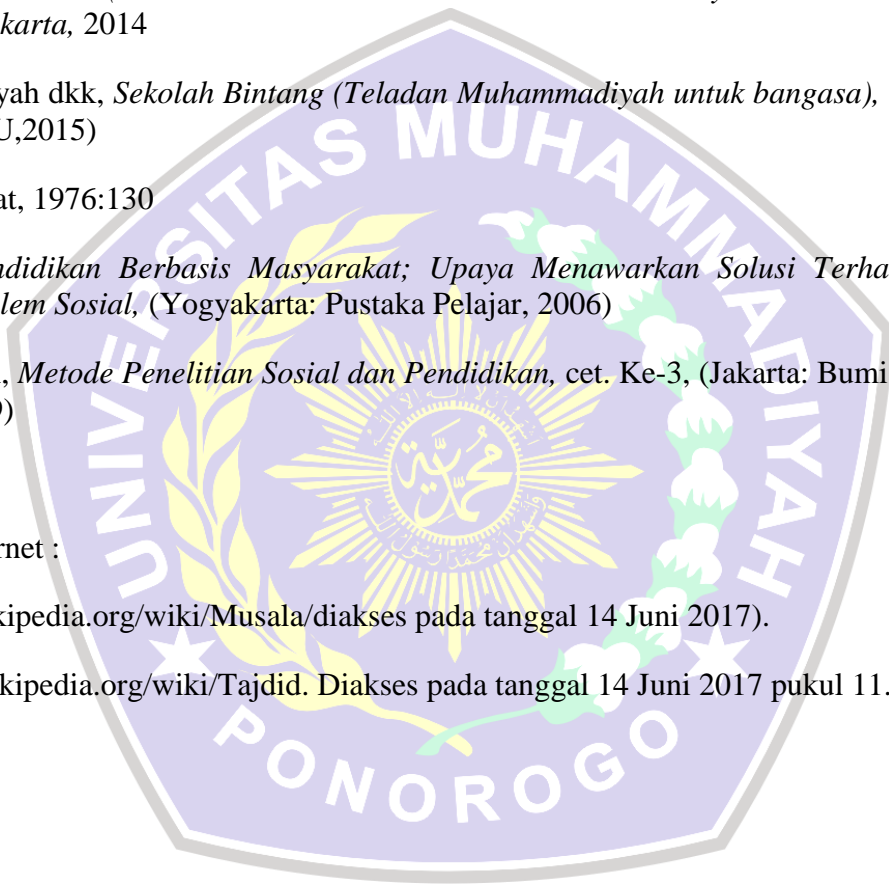 karta, 2014
yah dkk, Sekolah Bintang (Teladan Muhammadiyah untuk bangasa),
U,2015)
at, 1976:130
ndidikan Berbasis Masyarakat; Upaya Menawarkan Solusi Terha
lem Sosial, (Yogyakarta: Pustaka Pelajar, 2006)
, Metode Penelitian Sosial dan Pendidikan, cet. Ke-3, (Jakarta: Bumi
9)
rnet :
kipedia.org/wiki/Musala/diakses pada tanggal 14 Juni 2017).
kipedia.org/wiki/Tajdid. Diakses pada tanggal 14 Juni 2017 pukul 11.
UNIVERSITAS MUHAMMADIYAH
PONOROGO
محمدية